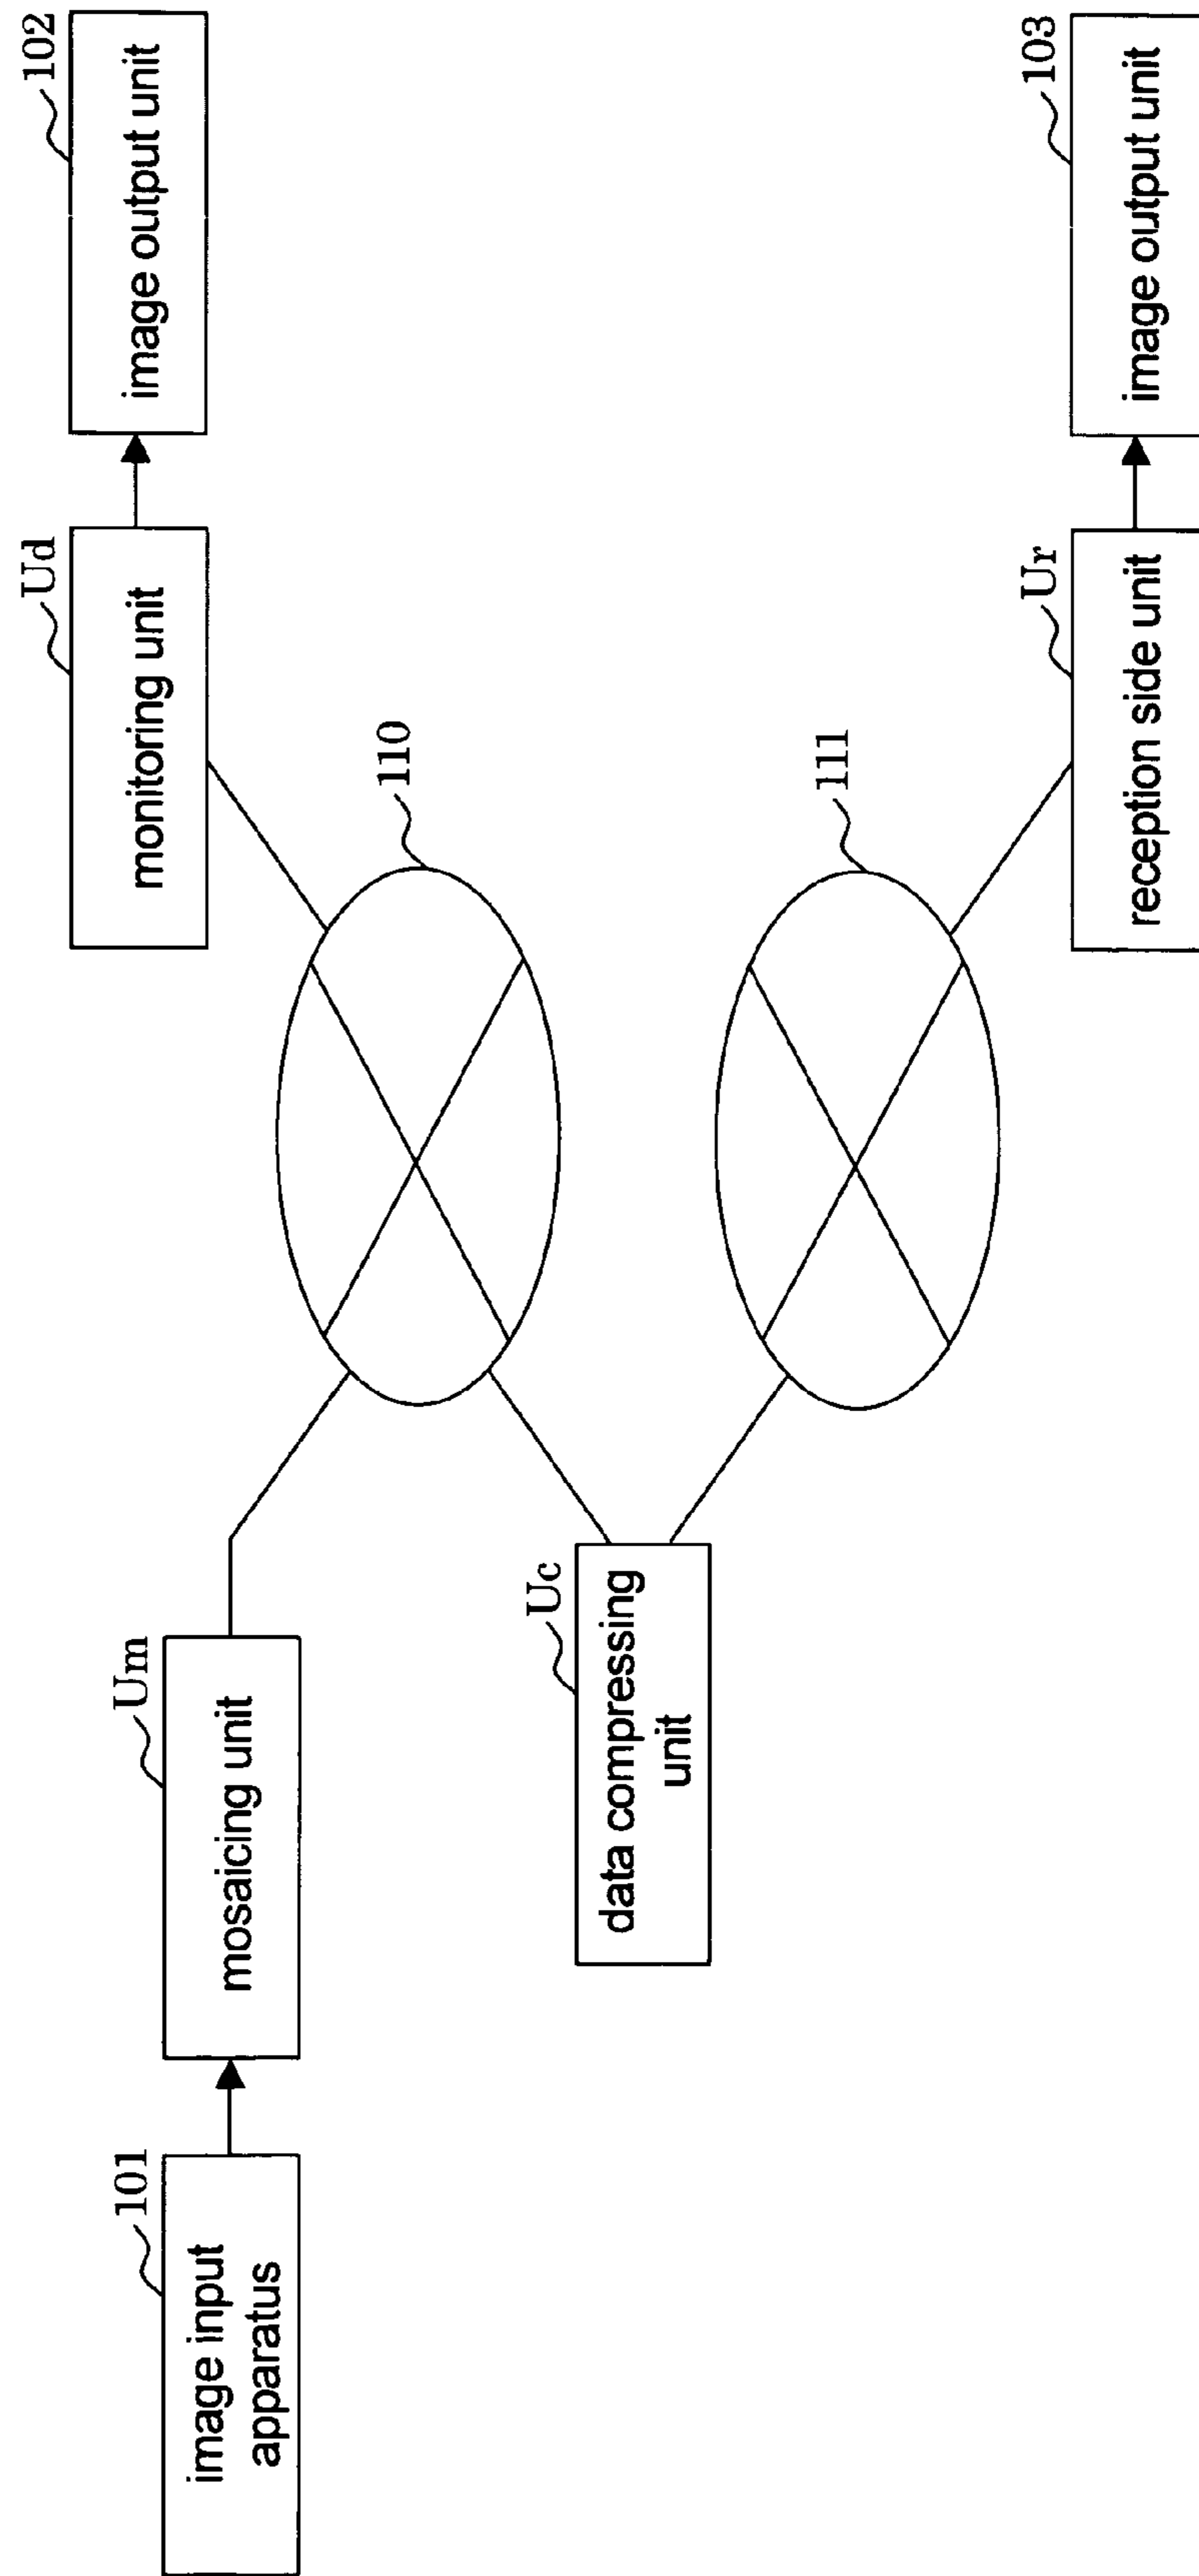 101
image input
apparatus
Um
mosaicing unit
Ud
monitoring unit
102
image output unit
110
Uc
data compressing
unit
111
Ur
reception side unit
103
image output unit